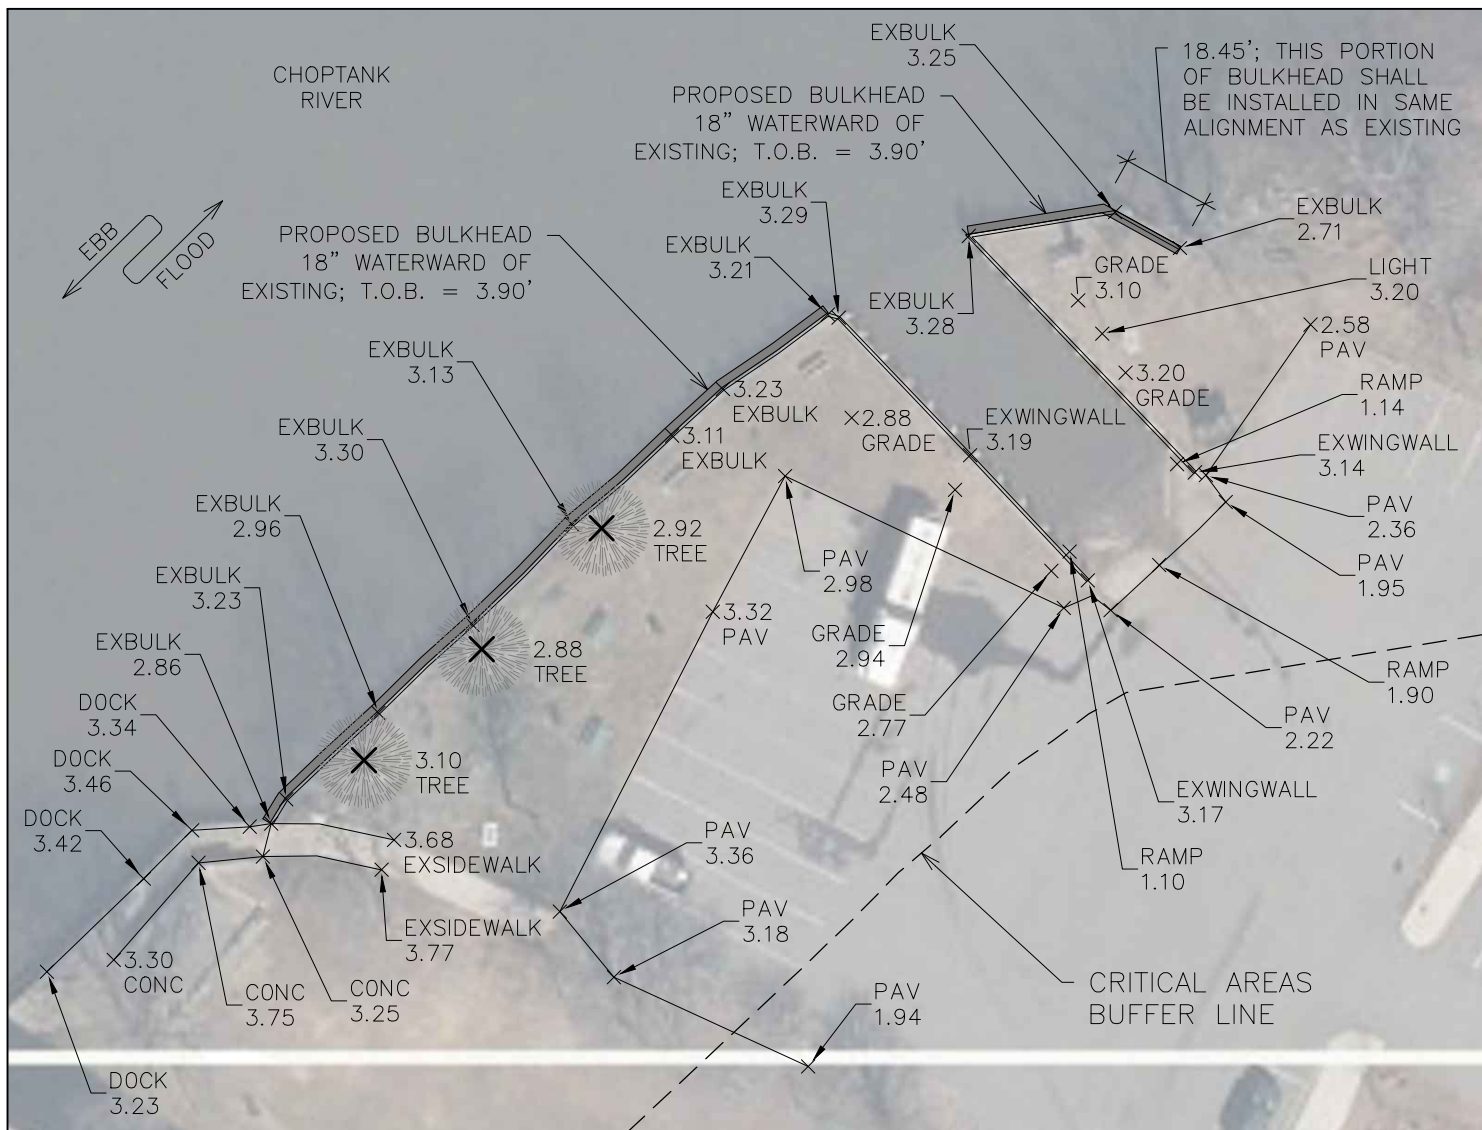 EXBULK
3.25
18.45'; THIS PORTION
OF BULKHEAD SHALL
BE INSTALLED IN SAME
ALIGNMENT AS EXISTING
CHOPTANK
RIVER
PROPOSED BULKHEAD
18" WATERWARD OF
EXISTING; T.O.B. = 3.90'
EXBULK
3.29
EXBULK
2.71
EBB
FLOOD
PROPOSED BULKHEAD
18" WATERWARD OF
EXISTING; T.O.B. = 3.90'
EXBULK
3.21
GRADE
3.10
LIGHT
3.20
EXBULK
3.28
2.58
PAV
EXBULK
3.13
3.20
GRADE
RAMP
1.14
3.23
EXBULK
2.88
GRADE
EXWINGWALL
3.19
EXBULK
3.30
3.11
EXBULK
EXWINGWALL
3.14
PAV
2.36
EXBULK
2.96
2.92
TREE
PAV
2.98
PAV
1.95
EXBULK
3.23
3.32
PAV
GRADE
2.94
2.88
TREE
EXBULK
2.86
RAMP
1.90
DOCK
3.34
GRADE
2.77
PAV
2.22
DOCK
3.46
3.10
TREE
PAV
2.48
EXWINGWALL
3.17
DOCK
3.42
3.68
EXSIDEWALK
PAV
3.36
RAMP
1.10
EXSIDEWALK
3.77
PAV
3.18
3.30
CONC
CONC
3.75
CONC
3.25
PAV
1.94
CRITICAL AREAS
BUFFER LINE
DOCK
3.23